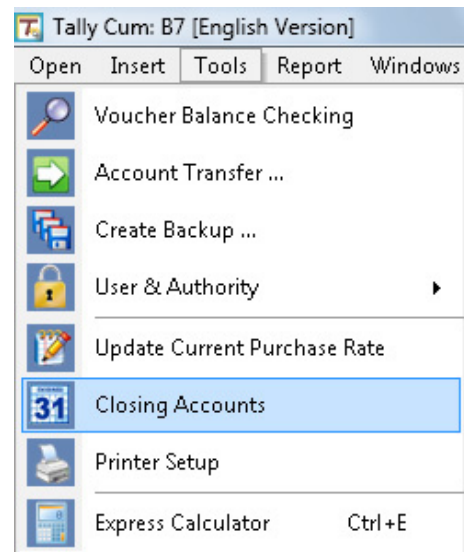 Tally Cum: B7 [English Version]
Open Insert Tools Report Windows
Voucher Balance Checking
Account Transfer ...
Create Backup ...
User & Authority
Update Current Purchase Rate
31 Closing Accounts
Printer Setup
Express Calculator Ctrl+E